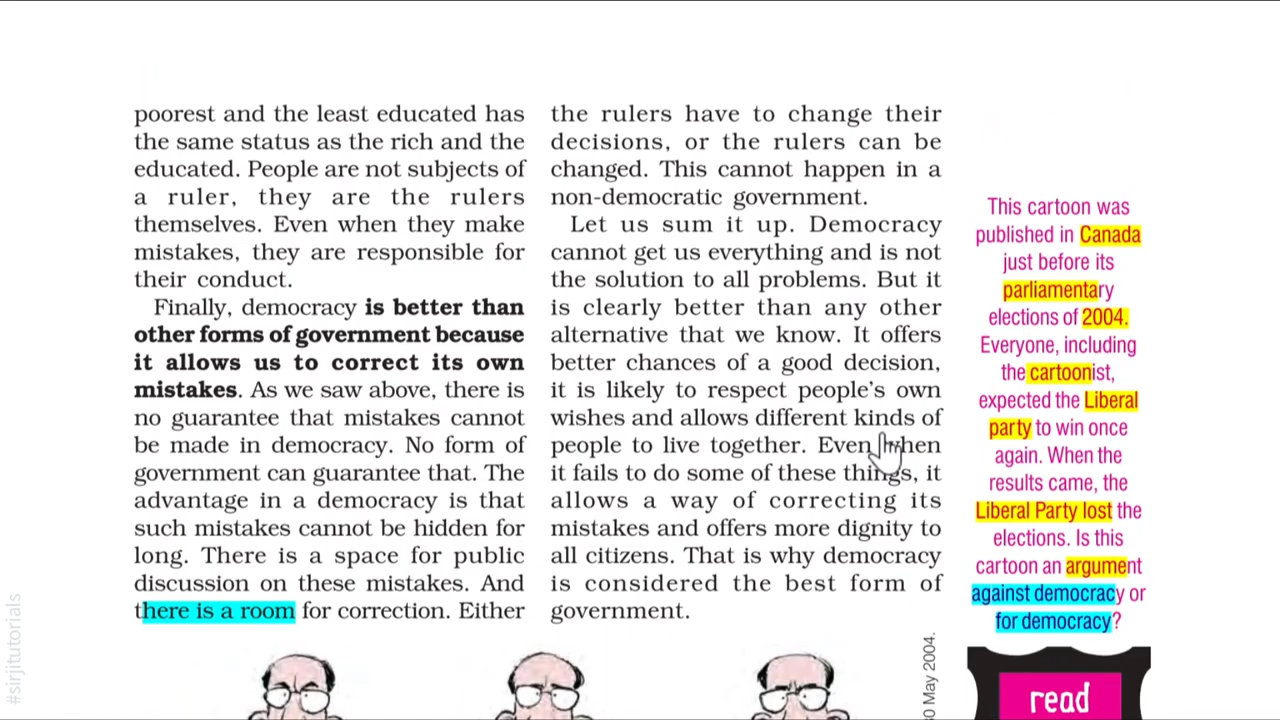 poorest and the least educated has
the same status as the rich and the
educated. People are not subjects of
a ruler, they are the rulers
themselves. Even when they make
mistakes, they are responsible for
their conduct.
Finally, democracy is better than
other forms of government because
it allows us to correct its own
mistakes. As we saw above, there is
no guarantee that mistakes cannot
be made in democracy. No form of
government can guarantee that. The
advantage in a democracy is that
such mistakes cannot be hidden for
long. There is a space for public
discussion on these mistakes. And
there is a room for correction. Either
the rulers have to change their
decisions, or the rulers can be
changed. This cannot happen in a
non-democratic government.
Let us sum it up. Democracy
cannot get us everything and is not
the solution to all problems. But it
is clearly better than any other
alternative that we know. It offers
better chances of a good decision,
it is likely to respect people's own
wishes and allows different kinds of
people to live together. Even when
it fails to do some of these things, it
allows a way of correcting its
mistakes and offers more dignity to
all citizens. That is why democracy
is considered the best form of
government.
This cartoon was
published in Canada
just before its
parliamentary
elections of 2004.
Everyone, including
the cartoonist,
expected the Liberal
party to win once
again. When the
results came, the
Liberal Party lost the
elections. Is this
cartoon an argument
against democracy or
for democracy?
read
0 May 2004.
#sirjitutorials